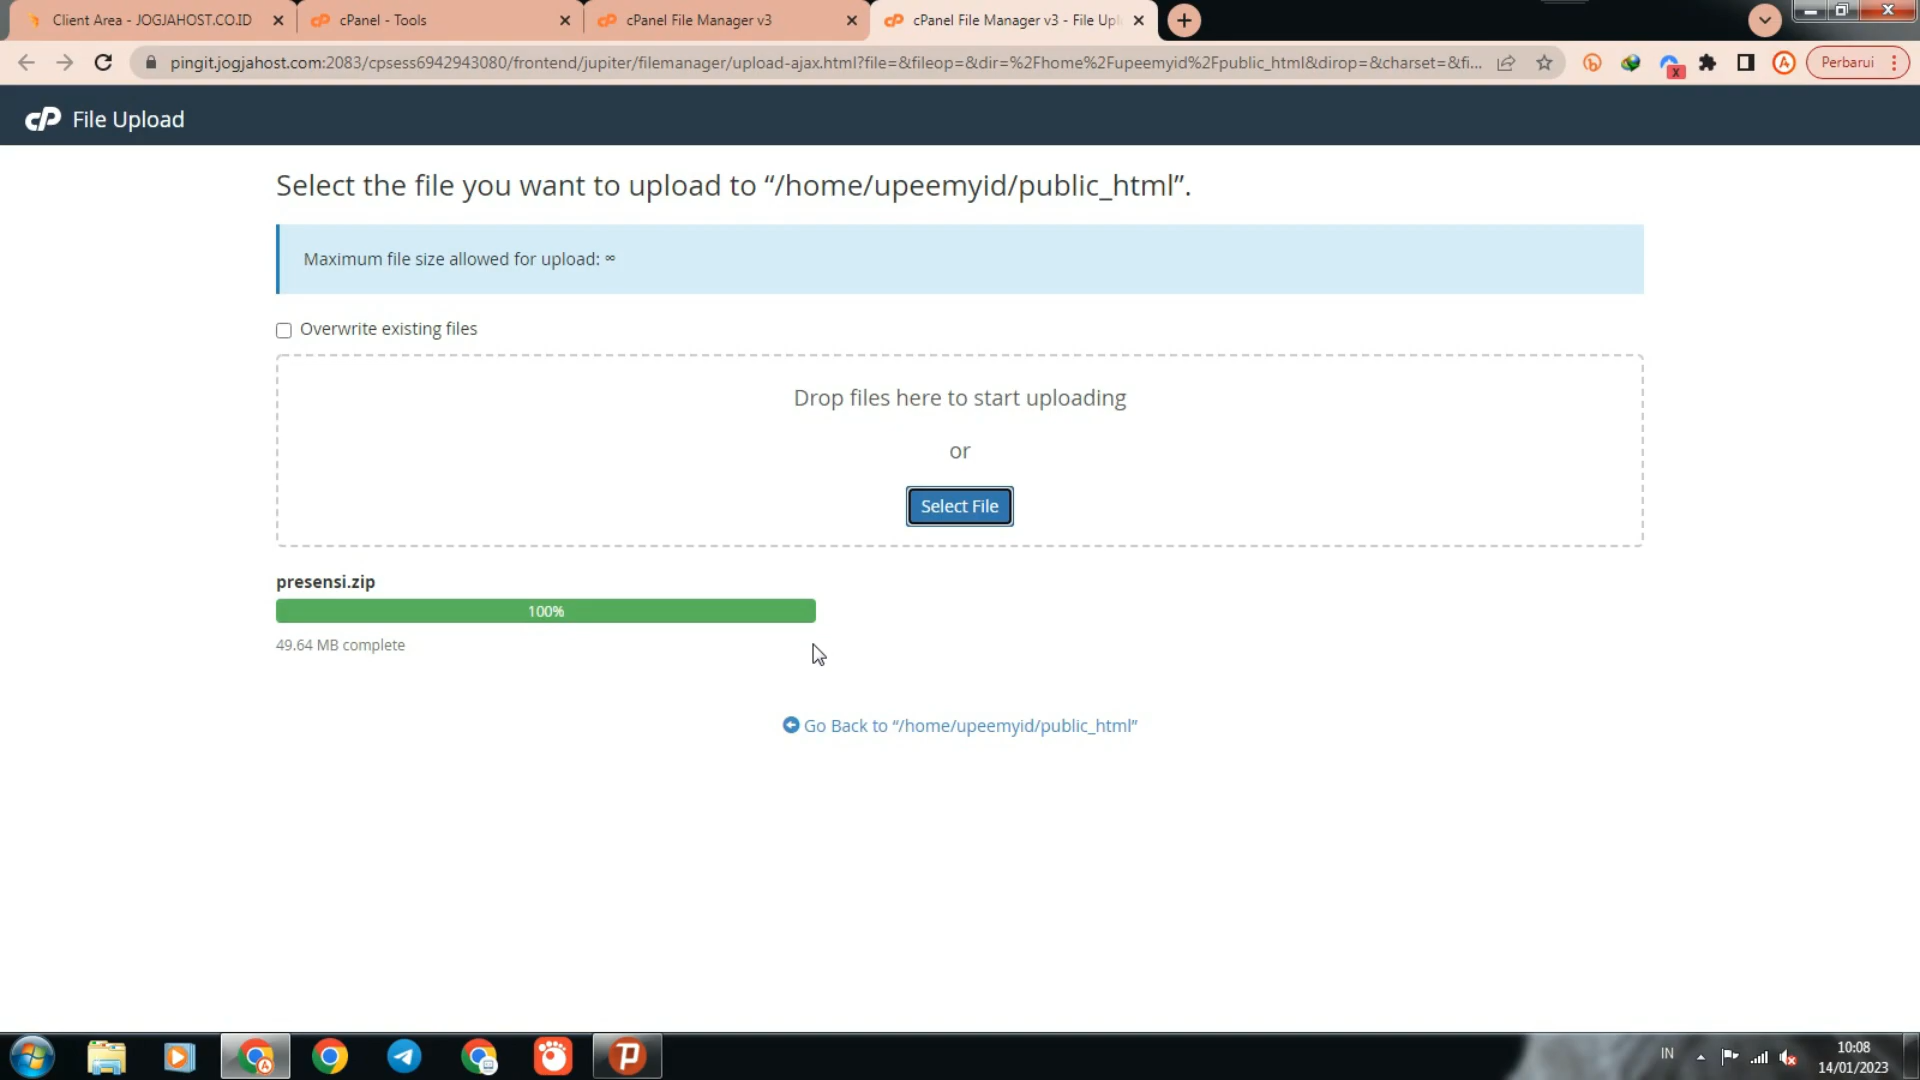 Client Area - JOGJAHOST.CO.ID
cPanel - Tools
cPanel File Manager v3
cPanel File Manager v3 - File Upl
pingit.jogjahost.com:2083/cpsess6942943080/frontend/jupiter/filemanager/upload-ajax.html?file=&fileop=&dir=%2Fhome%2Fupeemyid%2Fpublic_html&dirop=&charset=&fi...
Perbarui
cP File Upload
Select the file you want to upload to “/home/upeemyid/public_html”.
Maximum file size allowed for upload: ∞
Overwrite existing files
Drop files here to start uploading
or
Select File
presensi.zip
100%
49.64 MB complete
Go Back to “/home/upeemyid/public_html”
IN
10:08
14/01/2023